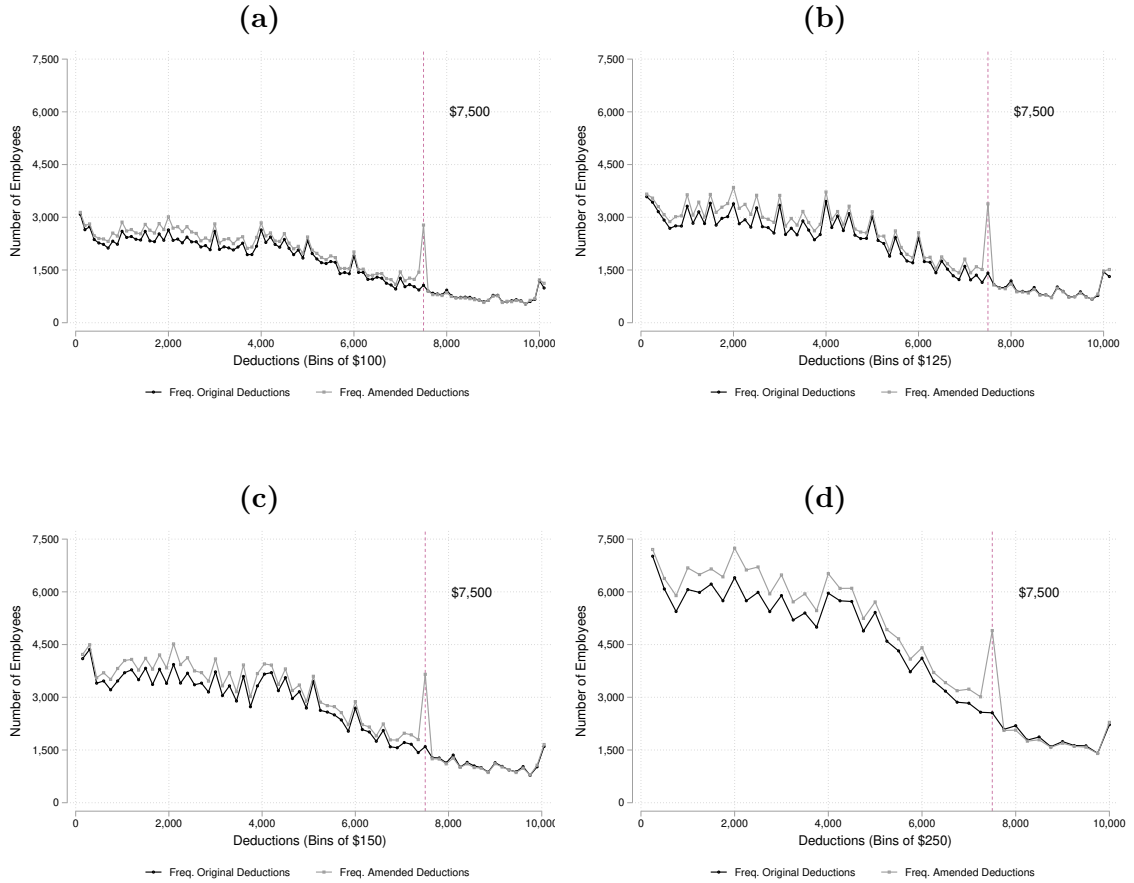 (a)
7,500
6,000
4,500
3,000
1,500
0
Number of Employees
$7,500
0 2,000 4,000 6,000 8,000 10,000
Deductions (Bins of $100)
Freq. Original Deductions Freq. Amended Deductions
(b)
7,500
6,000
4,500
3,000
1,500
0
Number of Employees
$7,500
0 2,000 4,000 6,000 8,000 10,000
Deductions (Bins of $125)
Freq. Original Deductions Freq. Amended Deductions
(c)
7,500
6,000
4,500
3,000
1,500
0
Number of Employees
$7,500
0 2,000 4,000 6,000 8,000 10,000
Deductions (Bins of $150)
Freq. Original Deductions Freq. Amended Deductions
(d)
7,500
6,000
4,500
3,000
1,500
0
Number of Employees
$7,500
0 2,000 4,000 6,000 8,000 10,000
Deductions (Bins of $250)
Freq. Original Deductions Freq. Amended Deductions